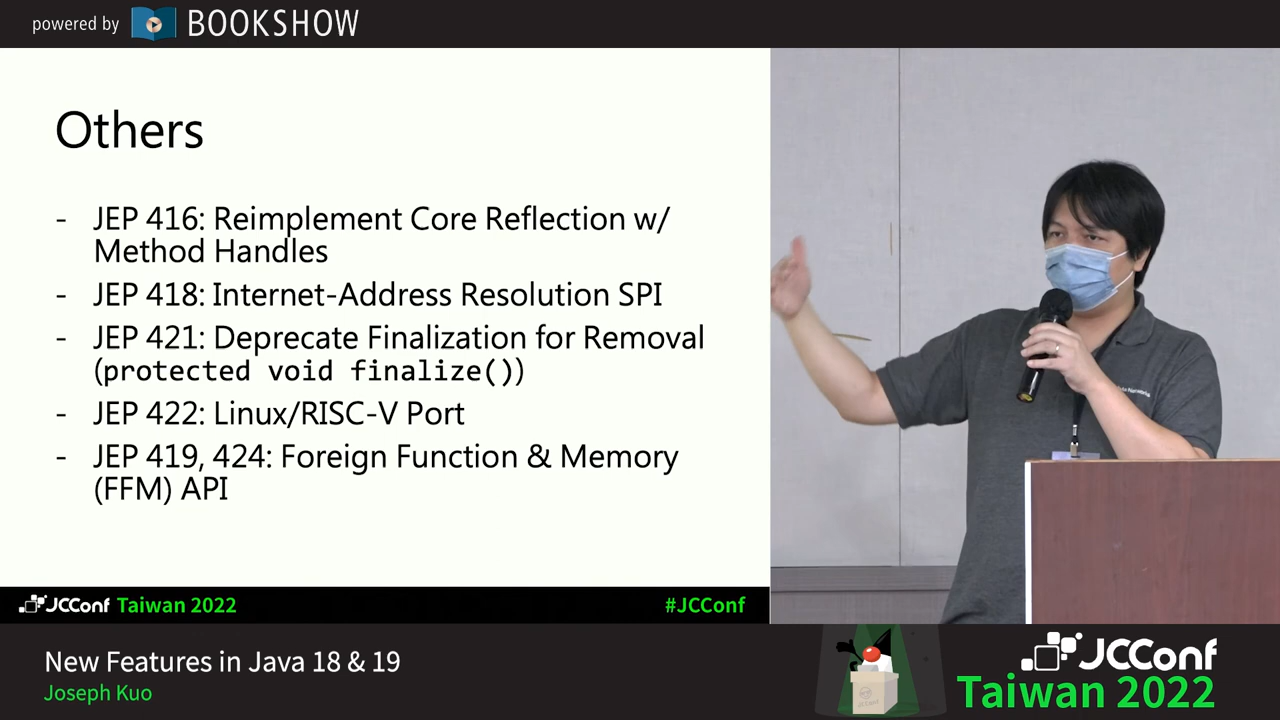 powered by BOOKSHOW
Others
- JEP 416: Reimplement Core Reflection w/
Method Handles
- JEP 418: Internet-Address Resolution SPI
- JEP 421: Deprecate Finalization for Removal
(protected void finalize())
- JEP 422: Linux/RISC-V Port
- JEP 419, 424: Foreign Function & Memory
(FFM) API
JCConf Taiwan 2022
#JCConf
New Features in Java 18 & 19
Joseph Kuo
JCConf
Taiwan 2022